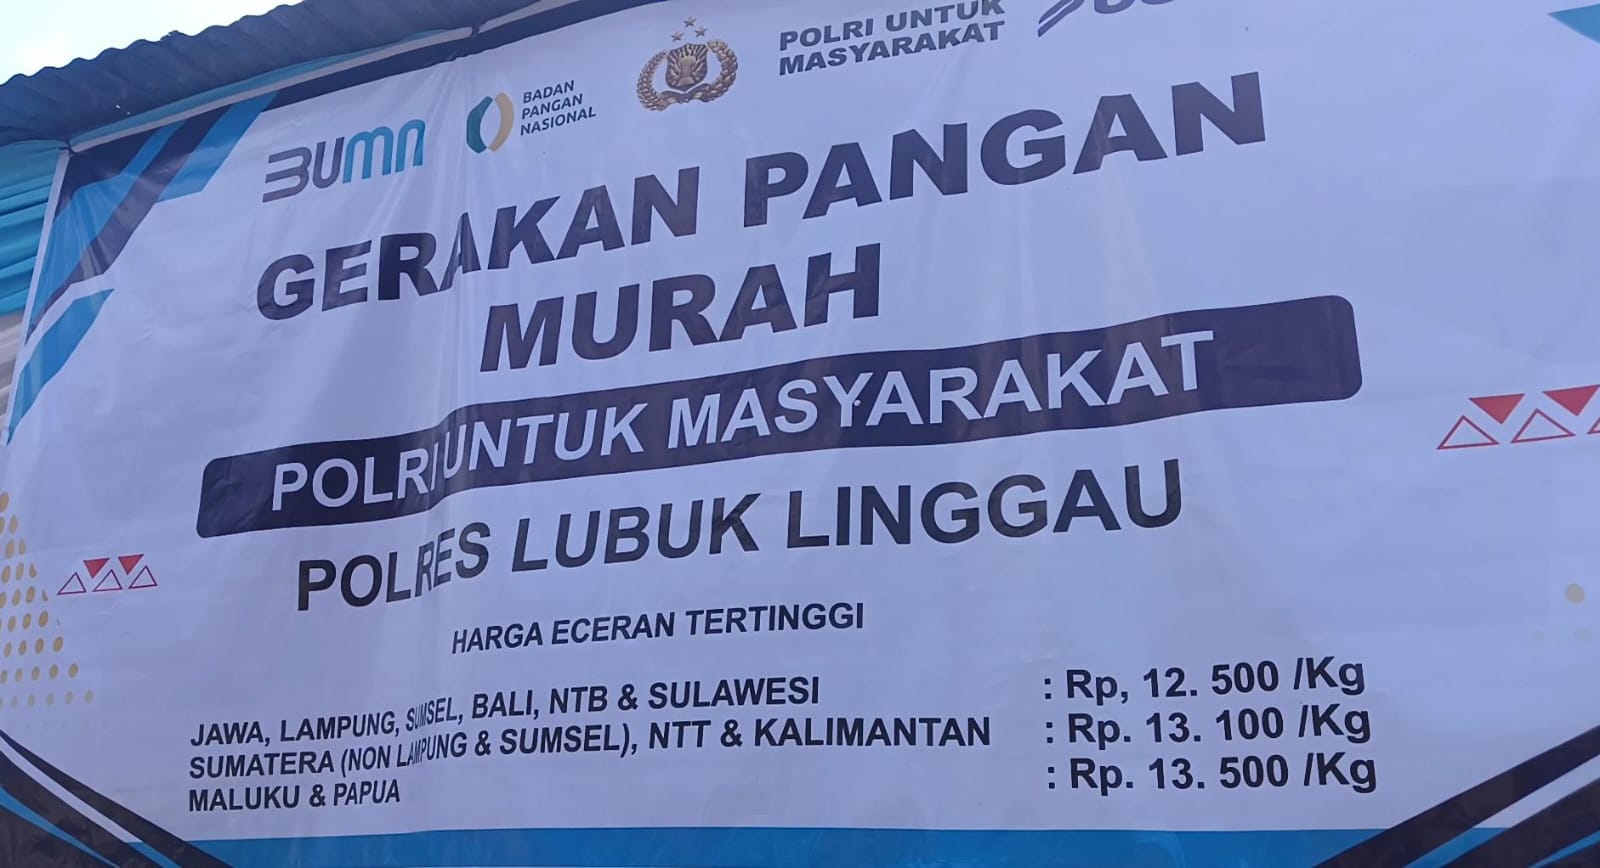 BUMN
BADAN
PANGAN
NASIONAL
POLRI UNTUK
MASYARAKAT
GERAKAN PANGAN
MURAH
POLRI UNTUK MASYARAKAT
POLRES LUBUK LINGGAU
HARGA ECERAN TERTINGGI
JAWA, LAMPUNG, SUMSEL, BALI, NTB & SULAWESI : Rp, 12. 500 /Kg
SUMATERA (NON LAMPUNG & SUMSEL), NTT & KALIMANTAN : Rp. 13. 100 /Kg
MALUKU & PAPUA : Rp. 13. 500 /Kg